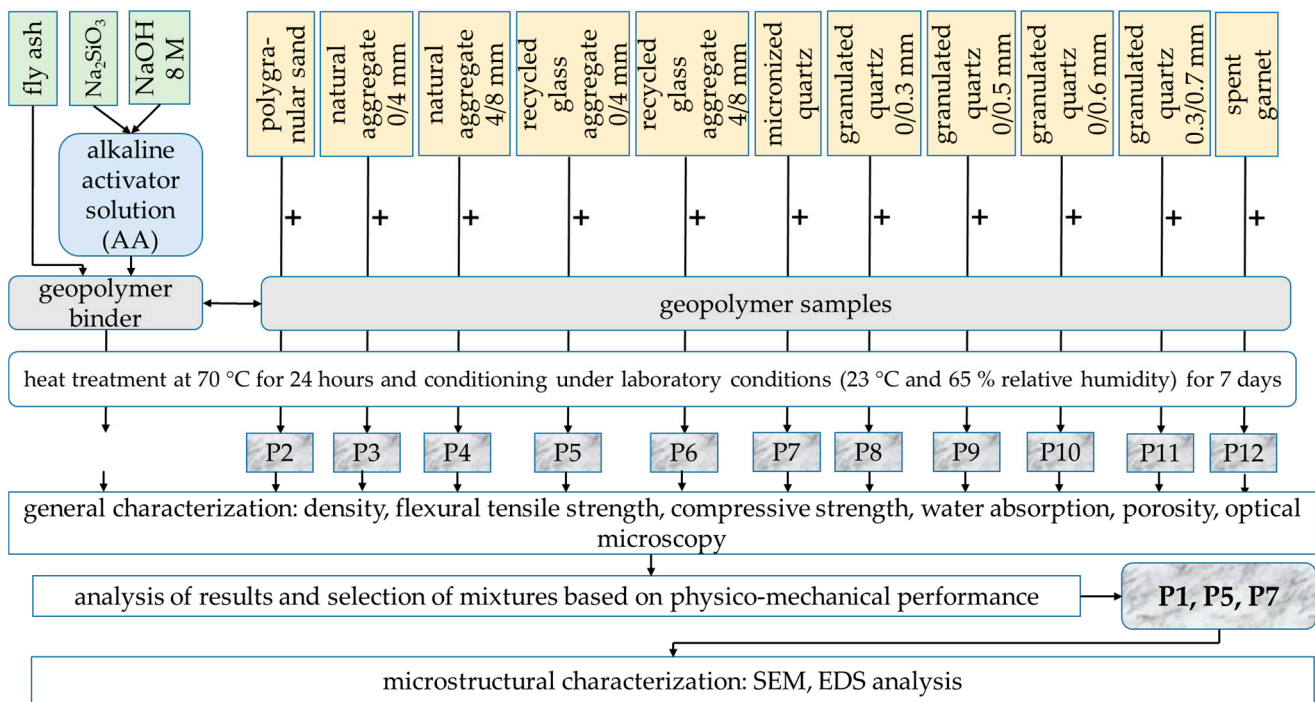 fly ash
Na₂SiO₃
NaOH
8 M
polygra-
nular sand
natural
aggregate
0/4 mm
natural
aggregate
4/8 mm
recycled
glass
aggregate
0/4 mm
recycled
glass
aggregate
4/8 mm
micronized
quartz
granulated
quartz
0/0.3 mm
granulated
quartz
0/0.5 mm
granulated
quartz
0/0.6 mm
granulated
quartz
0.3/0.7 mm
spent
garnet
alkaline
activator
solution
(AA)
+ + + + + + + + + + +
geopolymer
binder
geopolymer samples
heat treatment at 70 °C for 24 hours and conditioning under laboratory conditions (23 °C and 65 % relative humidity) for 7 days
P2 P3 P4 P5 P6 P7 P8 P9 P10 P11 P12
general characterization: density, flexural tensile strength, compressive strength, water absorption, porosity, optical
microscopy
analysis of results and selection of mixtures based on physico-mechanical performance
P1, P5, P7
microstructural characterization: SEM, EDS analysis